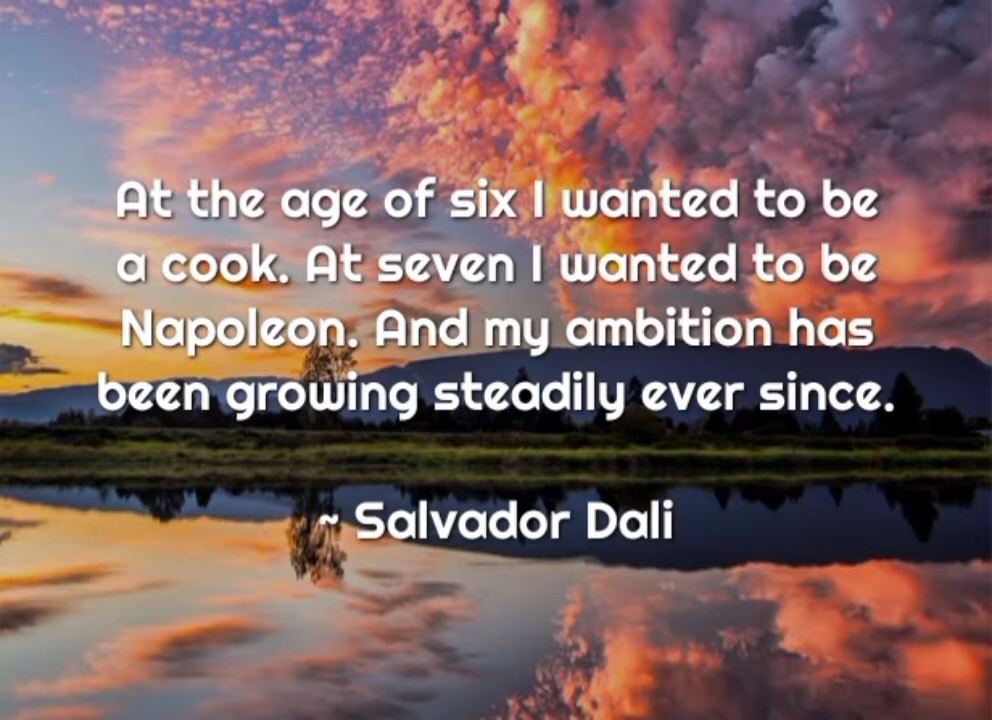 At the age of six I wanted to be
a cook. At seven I wanted to be
Napoleon. And my ambition has
been growing steadily ever since.
~ Salvador Dali